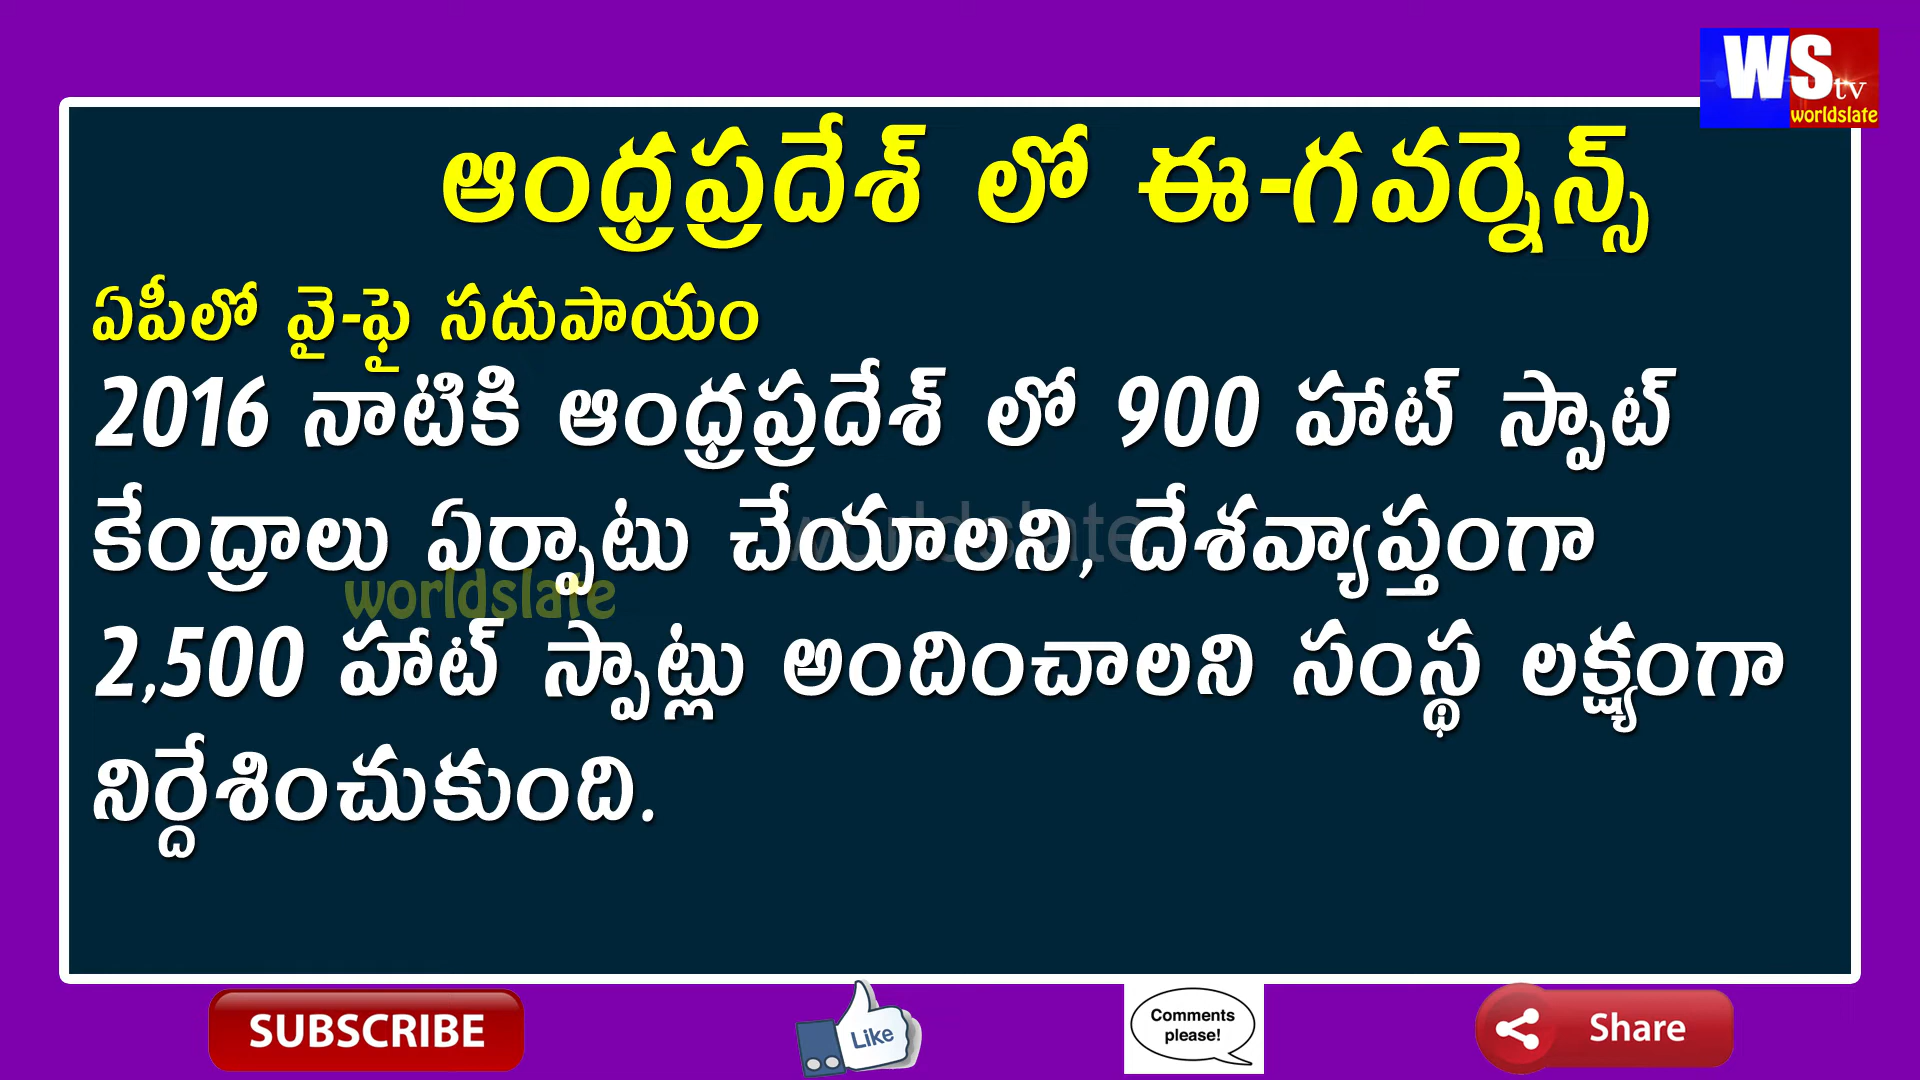 WS tv
worldslate
ఆంధ్రప్రదేశ్ లో ఈ-గవర్నెన్స్
ఏపీలో వై-ఫై సదుపాయం
2016 నాటికి ఆంధ్రప్రదేశ్ లో 900 హాట్ స్పాట్
కేంద్రాలు ఏర్పాటు చేయాలని, దేశవ్యాప్తంగా
worldslate
worldslate
2,500 హాట్ స్పాట్లు అందించాలని సంస్థ లక్ష్యంగా
నిర్దేశించుకుంది.
SUBSCRIBE
Like
Comments
please!
Share